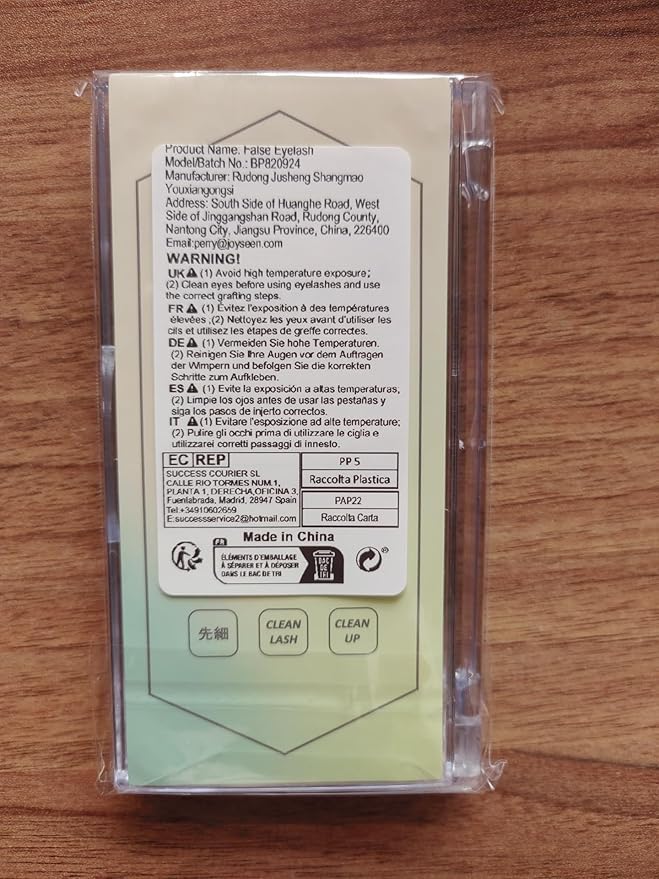 Product Name: False Eyelash
Model/Batch No.: BP820924
Manufacturer: Rudong Jusheng Shangmao
Youxiangongsi
Address: South Side of Huanghe Road, West
Side of Jinggangshan Road, Rudong County,
Nantong City, Jiangsu Province, China, 226400
Email:perry@joyseen.com
WARNING!
UK (1) Avoid high temperature exposure;
(2) Clean eyes before using eyelashes and use
the correct grafting steps.
FR (1) Évitez l'exposition à des températures
élevées ;(2) Nettoyez les yeux avant d'utiliser les
cils et utilisez les étapes de greffe correctes.
DE (1) Vermeiden Sie hohe Temperaturen.
(2) Reinigen Sie Ihre Augen vor dem Auftragen
der Wimpern und befolgen Sie die korrekten
Schritte zum Aufkleben.
ES (1) Evite la exposición a altas temperaturas;
(2) Limpie los ojos antes de usar las pestañas y
siga los pasos de injerto correctos.
IT (1) Evitare l'esposizione ad alte temperature;
(2) Pulire gli occhi prima di utilizzare le ciglia e
utilizzarei corretti passaggi di innesto.
EC REP
SUCCESS COURIER SL
CALLE RIO TORMES NUM.1,
PLANTA 1, DERECHA,OFICINA 3,
Fuenlabrada, Madrid, 28947 Spain
Tel:+34910602659
E:successservice2@hotmail.com
PP 5
Raccolta Plastica
PAP22
Raccolta Carta
Made in China
FR
ÉLÉMENTS D'EMBALLAGE
À SÉPARER ET À DÉPOSER
DANS LE BAC DE TRI
BAC
DE
TRI
®
先細
CLEAN
LASH
CLEAN
UP